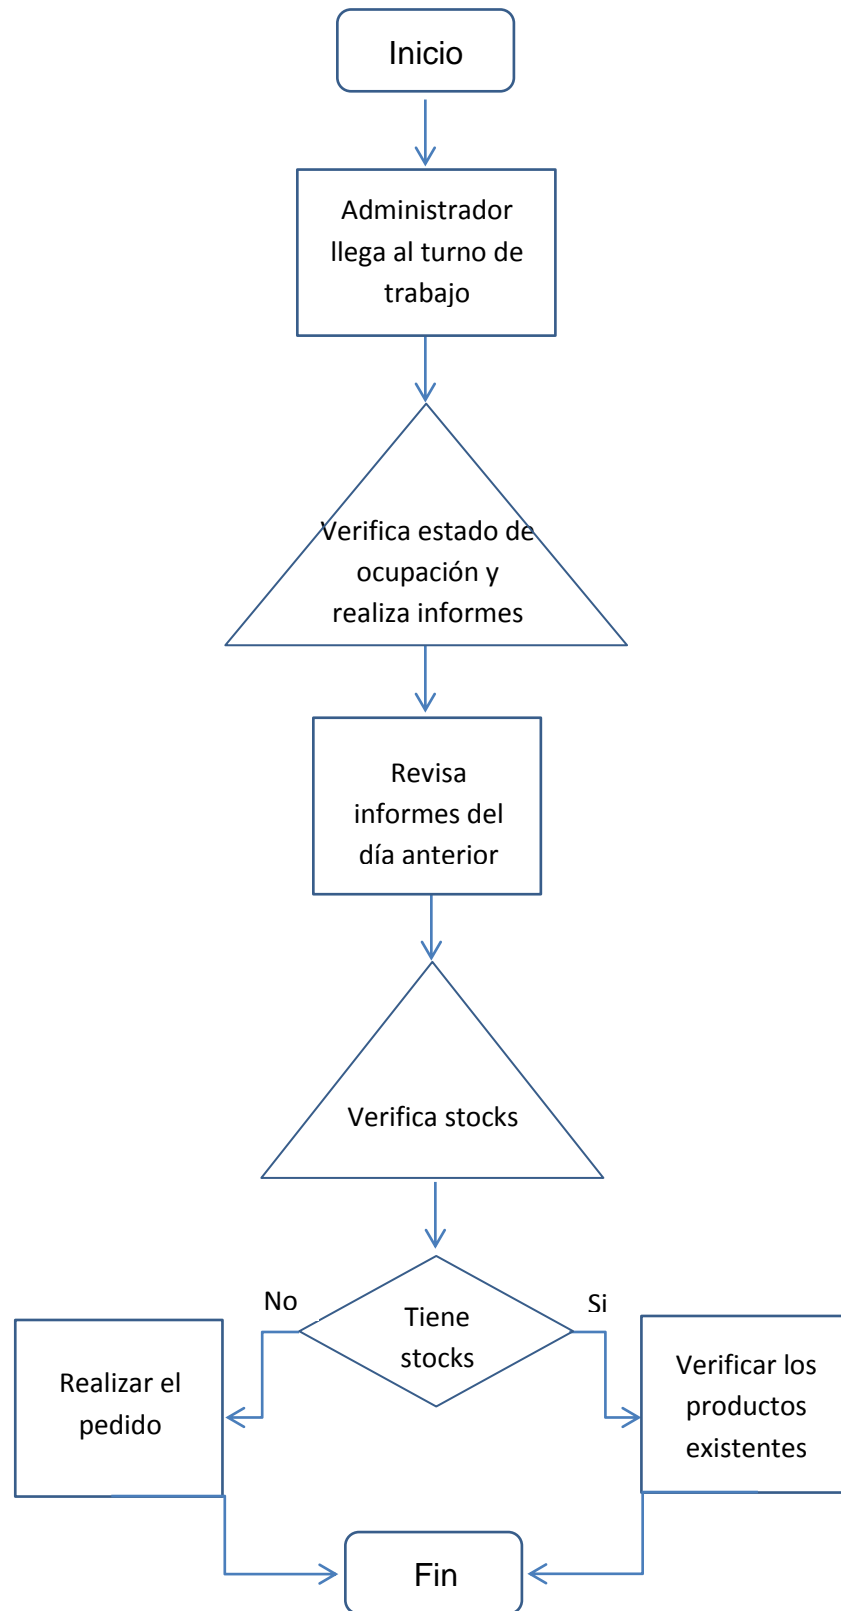 Inicio
Administrador
llega al turno de
trabajo
Verifica estado de
ocupación y
realiza informes
Revisa
informes del
día anterior
Verifica stocks
No
Si
Tiene
stocks
Realizar el
pedido
Verificar los
productos
existentes
Fin